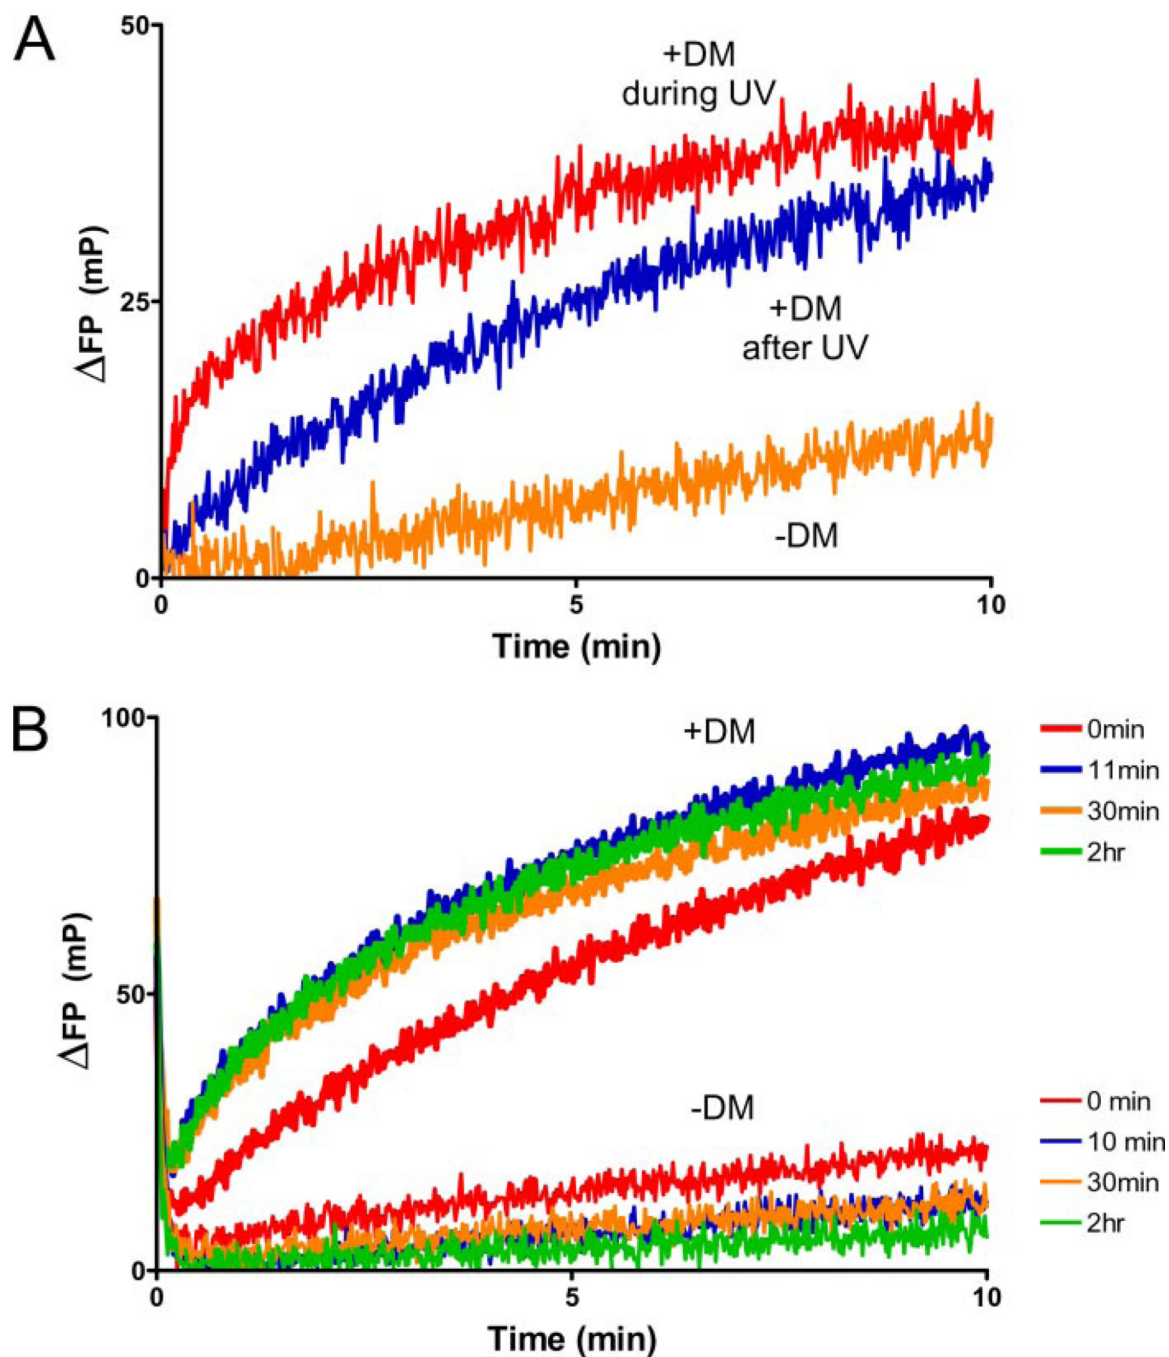 A
50
+DM
during UV
ΔFP (mP)
25
+DM
after UV
-DM
0
0
5
10
Time (min)
B
100
+DM
0min
11min
30min
2hr
ΔFP (mP)
50
-DM
0 min
10 min
30min
2hr
0
0
5
10
Time (min)